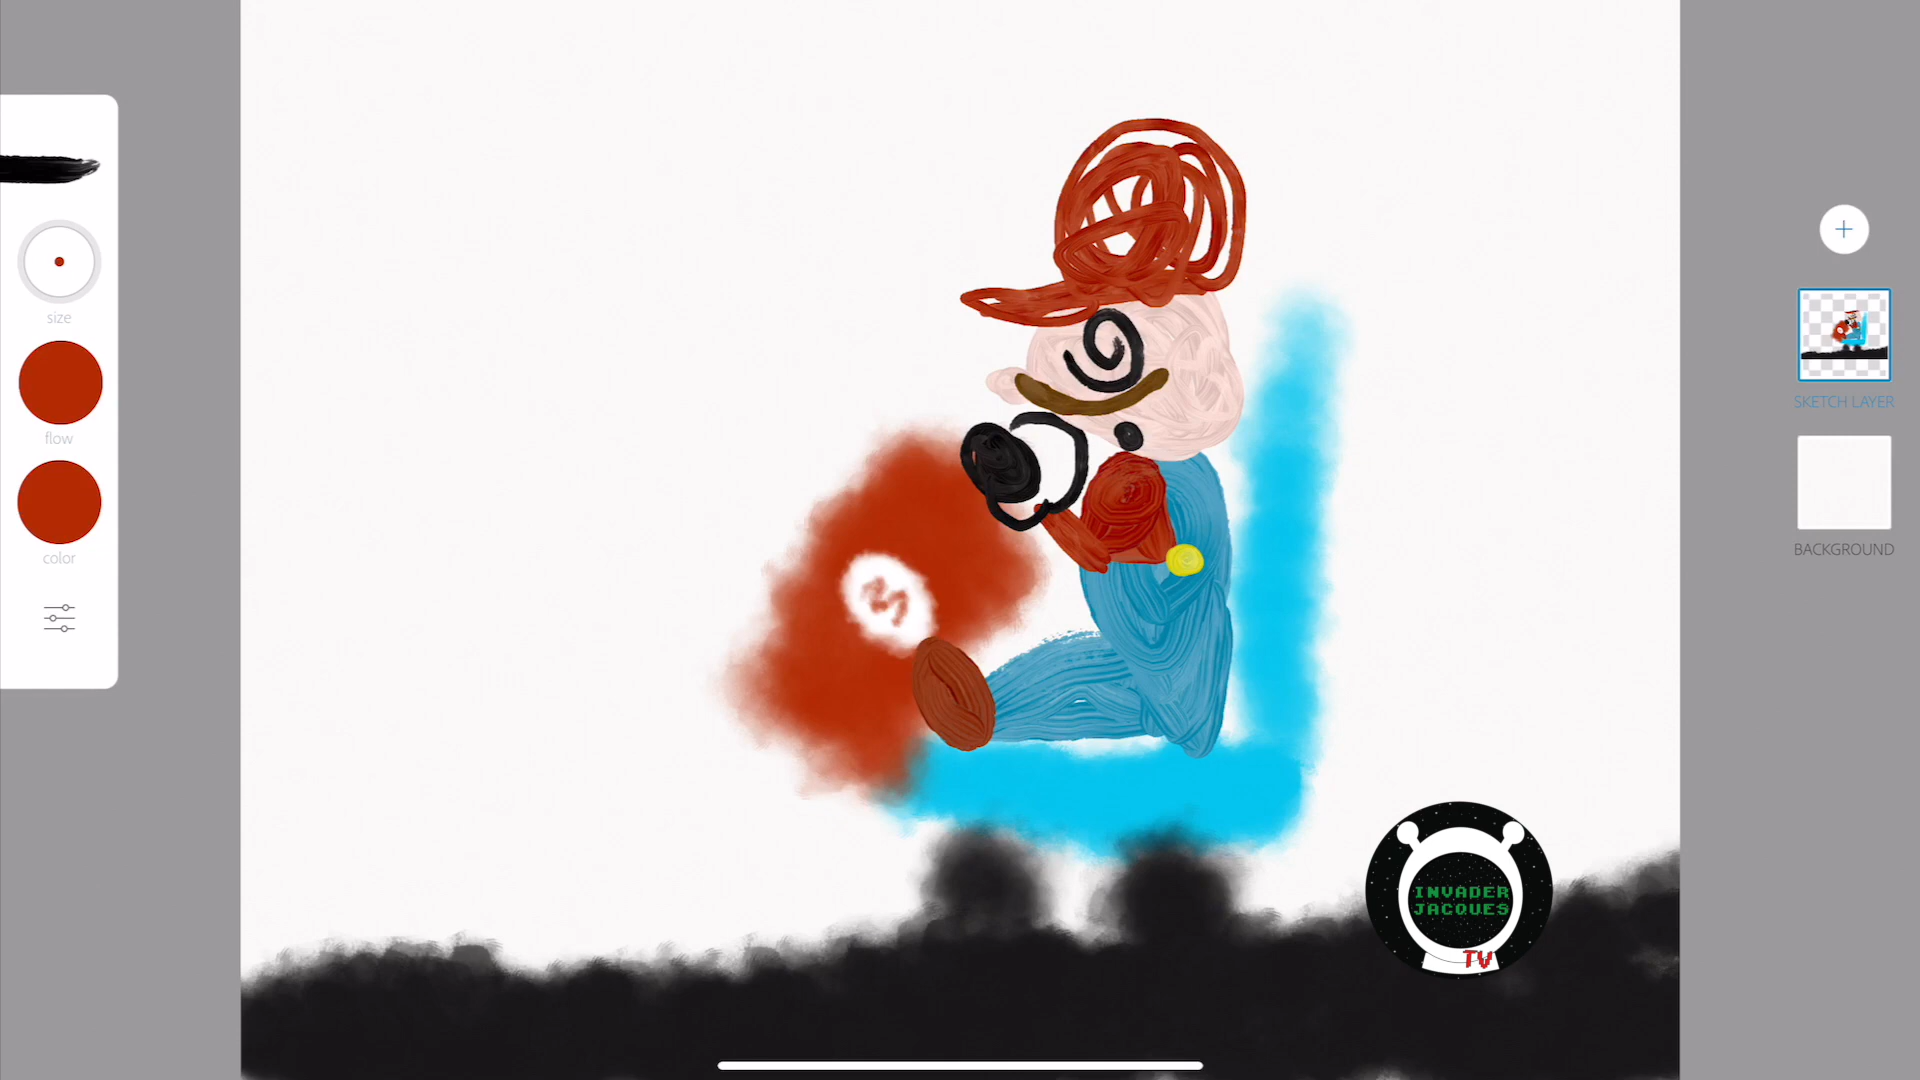 size
flow
color
SKETCH LAYER
BACKGROUND
INVADER
JACQUES
TV